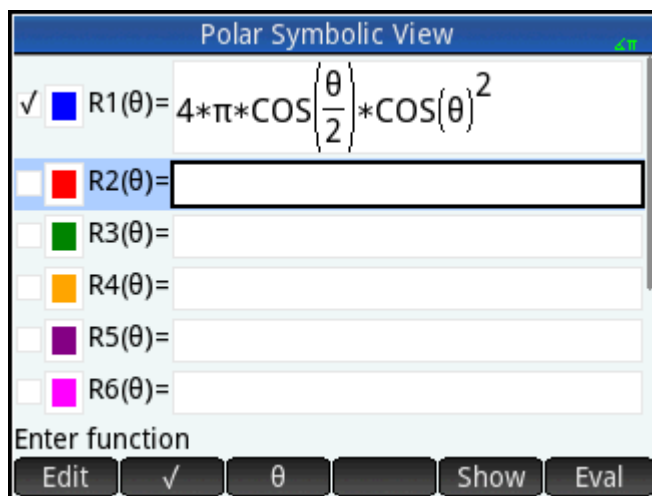 Polar Symbolic View
∡π
√ R1(θ)= 4*π*COS(θ/2)*COS(θ)^2
R2(θ)=
R3(θ)=
R4(θ)=
R5(θ)=
R6(θ)=
Enter function
Edit √ θ Show Eval